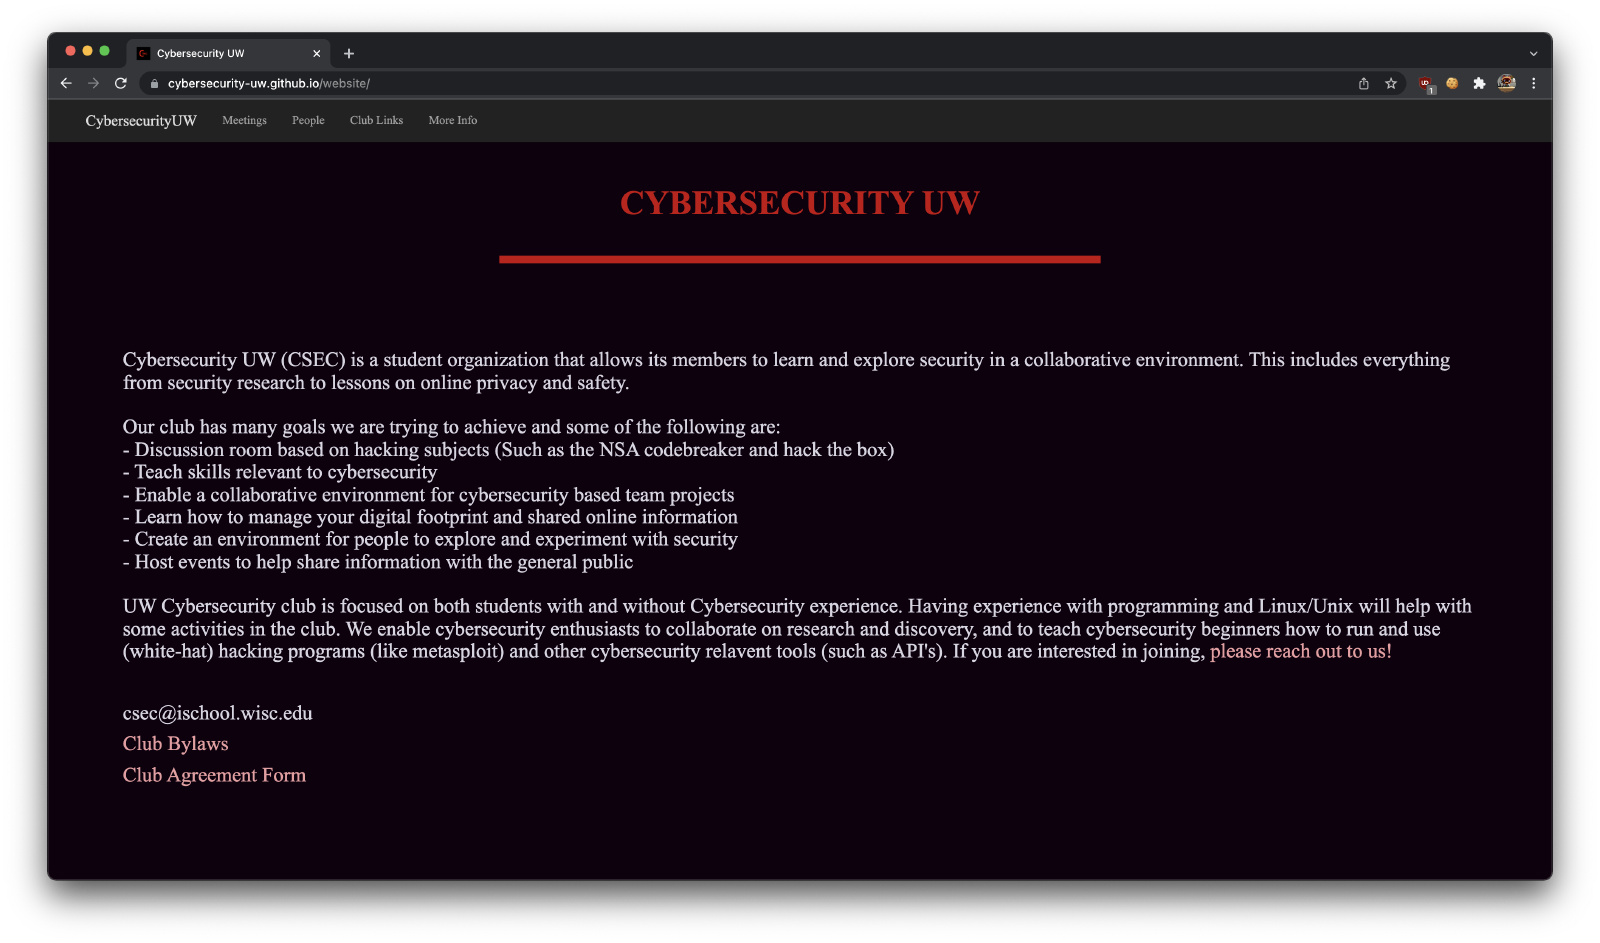 Cybersecurity UW
cybersecurity-uw.github.io/website/
1
CybersecurityUW Meetings People Club Links More Info
CYBERSECURITY UW
Cybersecurity UW (CSEC) is a student organization that allows its members to learn and explore security in a collaborative environment. This includes everything
from security research to lessons on online privacy and safety.
Our club has many goals we are trying to achieve and some of the following are:
- Discussion room based on hacking subjects (Such as the NSA codebreaker and hack the box)
- Teach skills relevant to cybersecurity
- Enable a collaborative environment for cybersecurity based team projects
- Learn how to manage your digital footprint and shared online information
- Create an environment for people to explore and experiment with security
- Host events to help share information with the general public
UW Cybersecurity club is focused on both students with and without Cybersecurity experience. Having experience with programming and Linux/Unix will help with
some activities in the club. We enable cybersecurity enthusiasts to collaborate on research and discovery, and to teach cybersecurity beginners how to run and use
(white-hat) hacking programs (like metasploit) and other cybersecurity relavent tools (such as API's). If you are interested in joining, please reach out to us!
csec@ischool.wisc.edu
Club Bylaws
Club Agreement Form